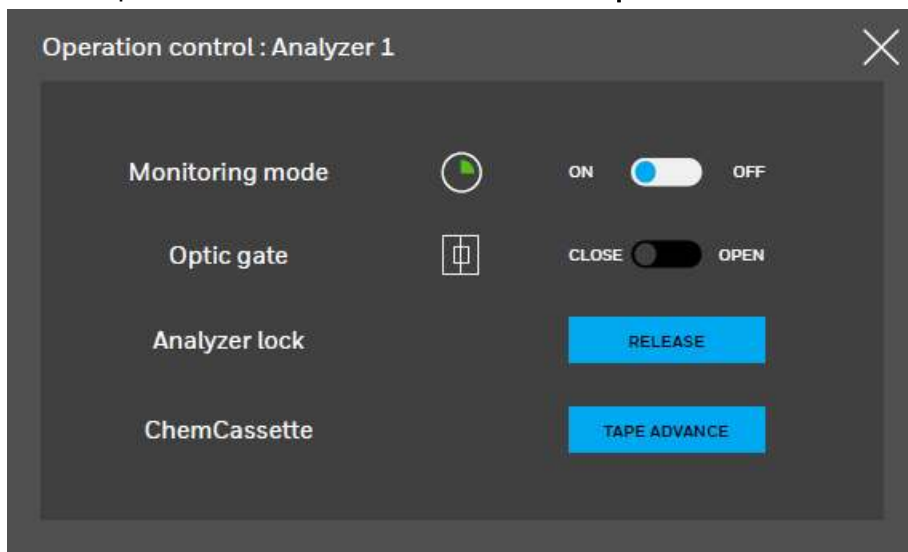 Operation control : Analyzer 1
Monitoring mode ON OFF
Optic gate CLOSE OPEN
Analyzer lock RELEASE
ChemCassette TAPE ADVANCE